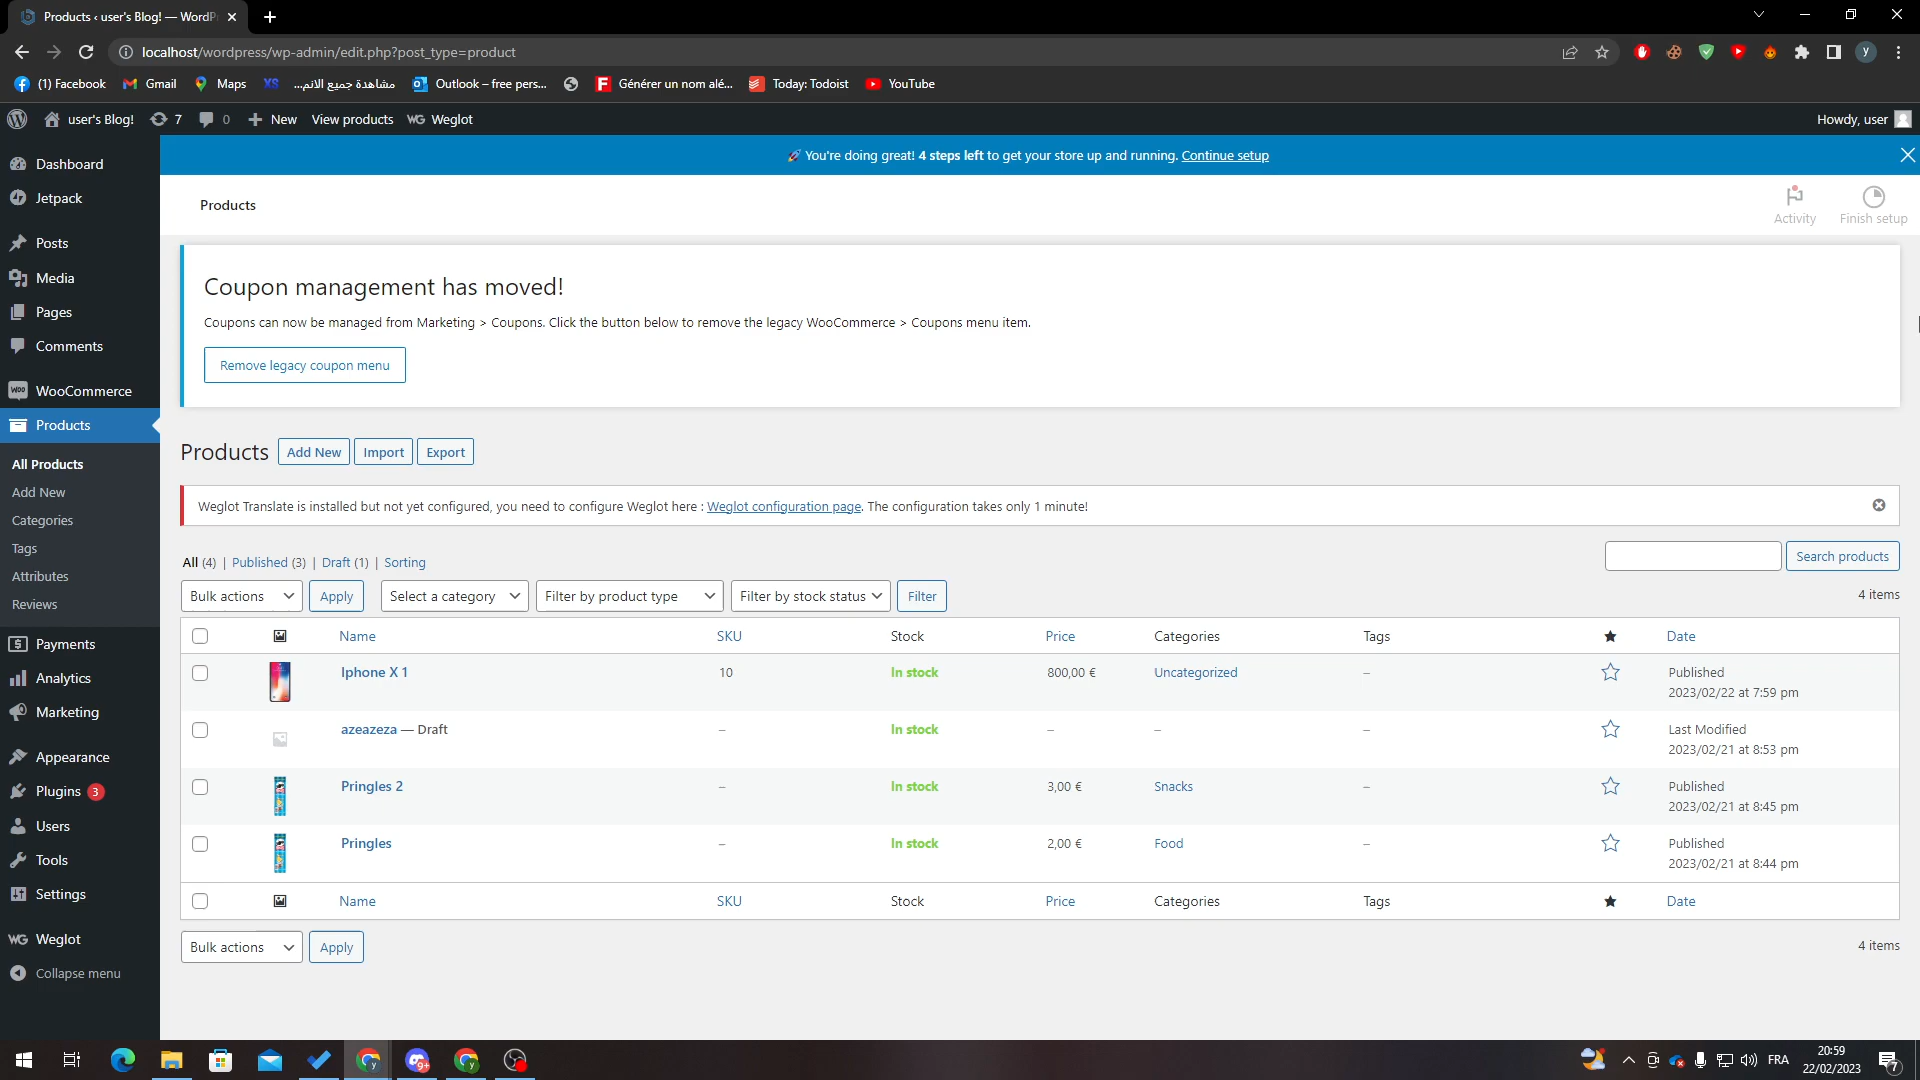 Products ‹ user's Blog! — WordP
localhost/wordpress/wp-admin/edit.php?post_type=product
y
(1) Facebook
Gmail
Maps
XS
مشاهدة جميع الانم...
Outlook – free pers...
Générer un nom alé...
Today: Todoist
YouTube
user's Blog!
7
0
New
View products
WG Weglot
Howdy, user
Dashboard
Jetpack
Posts
Media
Pages
Comments
WooCommerce
Products
All Products
Add New
Categories
Tags
Attributes
Reviews
Payments
Analytics
Marketing
Appearance
Plugins 3
Users
Tools
Settings
WG Weglot
Collapse menu
You're doing great! 4 steps left to get your store up and running. Continue setup
Products
Activity
Finish setup
Coupon management has moved!
Coupons can now be managed from Marketing > Coupons. Click the button below to remove the legacy WooCommerce > Coupons menu item.
Remove legacy coupon menu
Products Add New Import Export
Weglot Translate is installed but not yet configured, you need to configure Weglot here : Weglot configuration page. The configuration takes only 1 minute!
All (4) | Published (3) | Draft (1) | Sorting
Search products
Bulk actions Apply Select a category Filter by product type Filter by stock status Filter
4 items
Name SKU Stock Price Categories Tags Date
Iphone X 1 10 In stock 800,00 € Uncategorized – Published
2023/02/22 at 7:59 pm
azeazeza — Draft – In stock – – – Last Modified
2023/02/21 at 8:53 pm
Pringles 2 – In stock 3,00 € Snacks – Published
2023/02/21 at 8:45 pm
Pringles – In stock 2,00 € Food – Published
2023/02/21 at 8:44 pm
Name SKU Stock Price Categories Tags Date
Bulk actions Apply
4 items
9+
FRA
20:59
22/02/2023
7